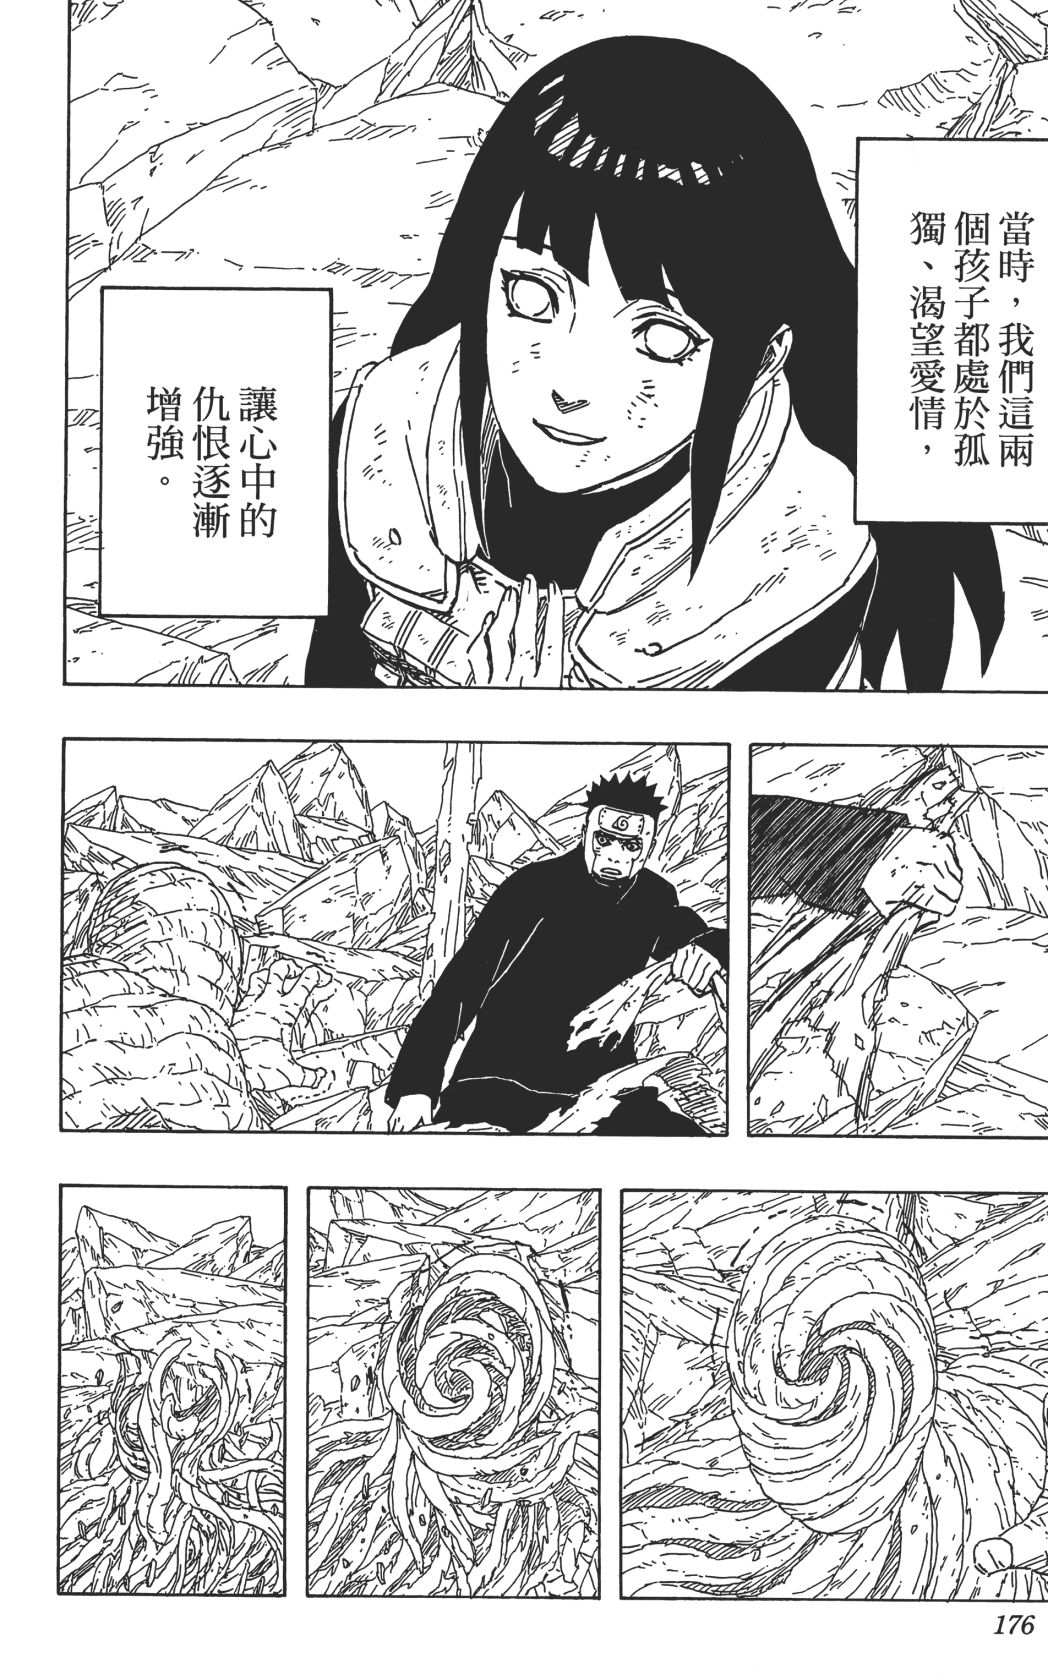 當時，我們這兩
個孩子都處於孤
獨、渴望愛情，
讓心中的
仇恨逐漸
增強。
176